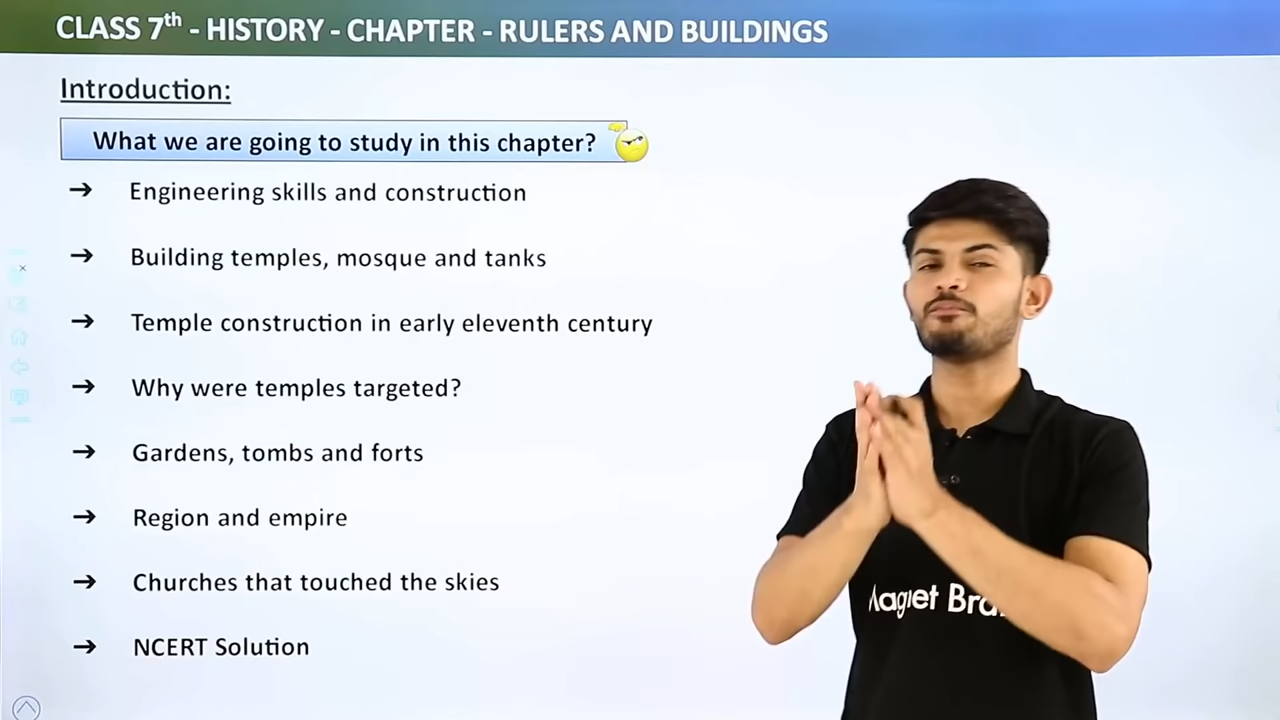 CLASS 7th - HISTORY - CHAPTER - RULERS AND BUILDINGS
Introduction:
What we are going to study in this chapter?
➔ Engineering skills and construction
➔ Building temples, mosque and tanks
➔ Temple construction in early eleventh century
➔ Why were temples targeted?
➔ Gardens, tombs and forts
➔ Region and empire
➔ Churches that touched the skies
➔ NCERT Solution
Magnet